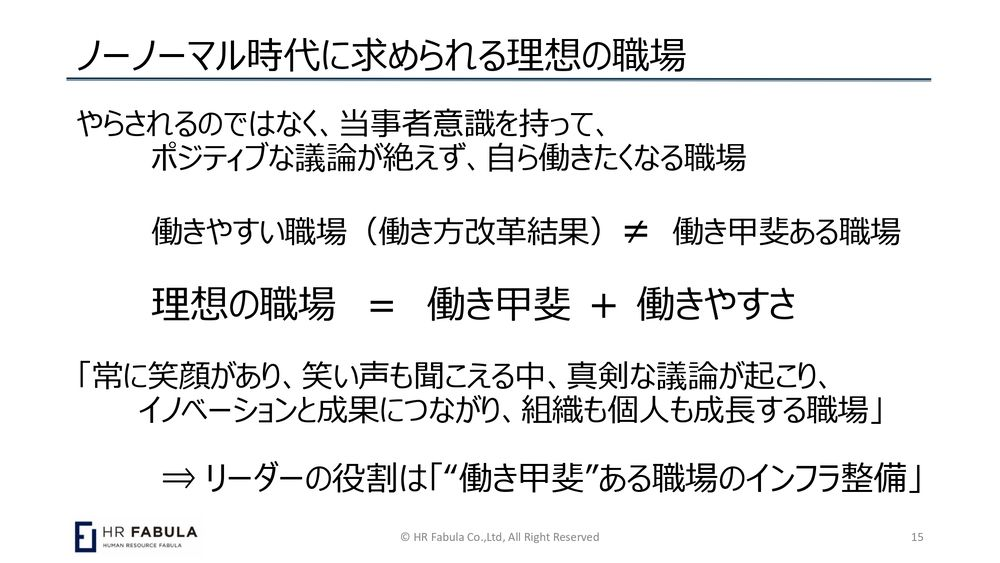 ノーノーマル時代に求められる理想の職場
やらされるのではなく、当事者意識を持って、
ポジティブな議論が絶えず、自ら働きたくなる職場
働きやすい職場（働き方改革結果）≠ 働き甲斐ある職場
理想の職場 = 働き甲斐 + 働きやすさ
「常に笑顔があり、笑い声も聞こえる中、真剣な議論が起こり、
イノベーションと成果につながり、組織も個人も成長する職場」
⇒ リーダーの役割は「“働き甲斐”ある職場のインフラ整備」
HR FABULA
HUMAN RESOURCE FABULA
© HR Fabula Co.,Ltd, All Right Reserved
15